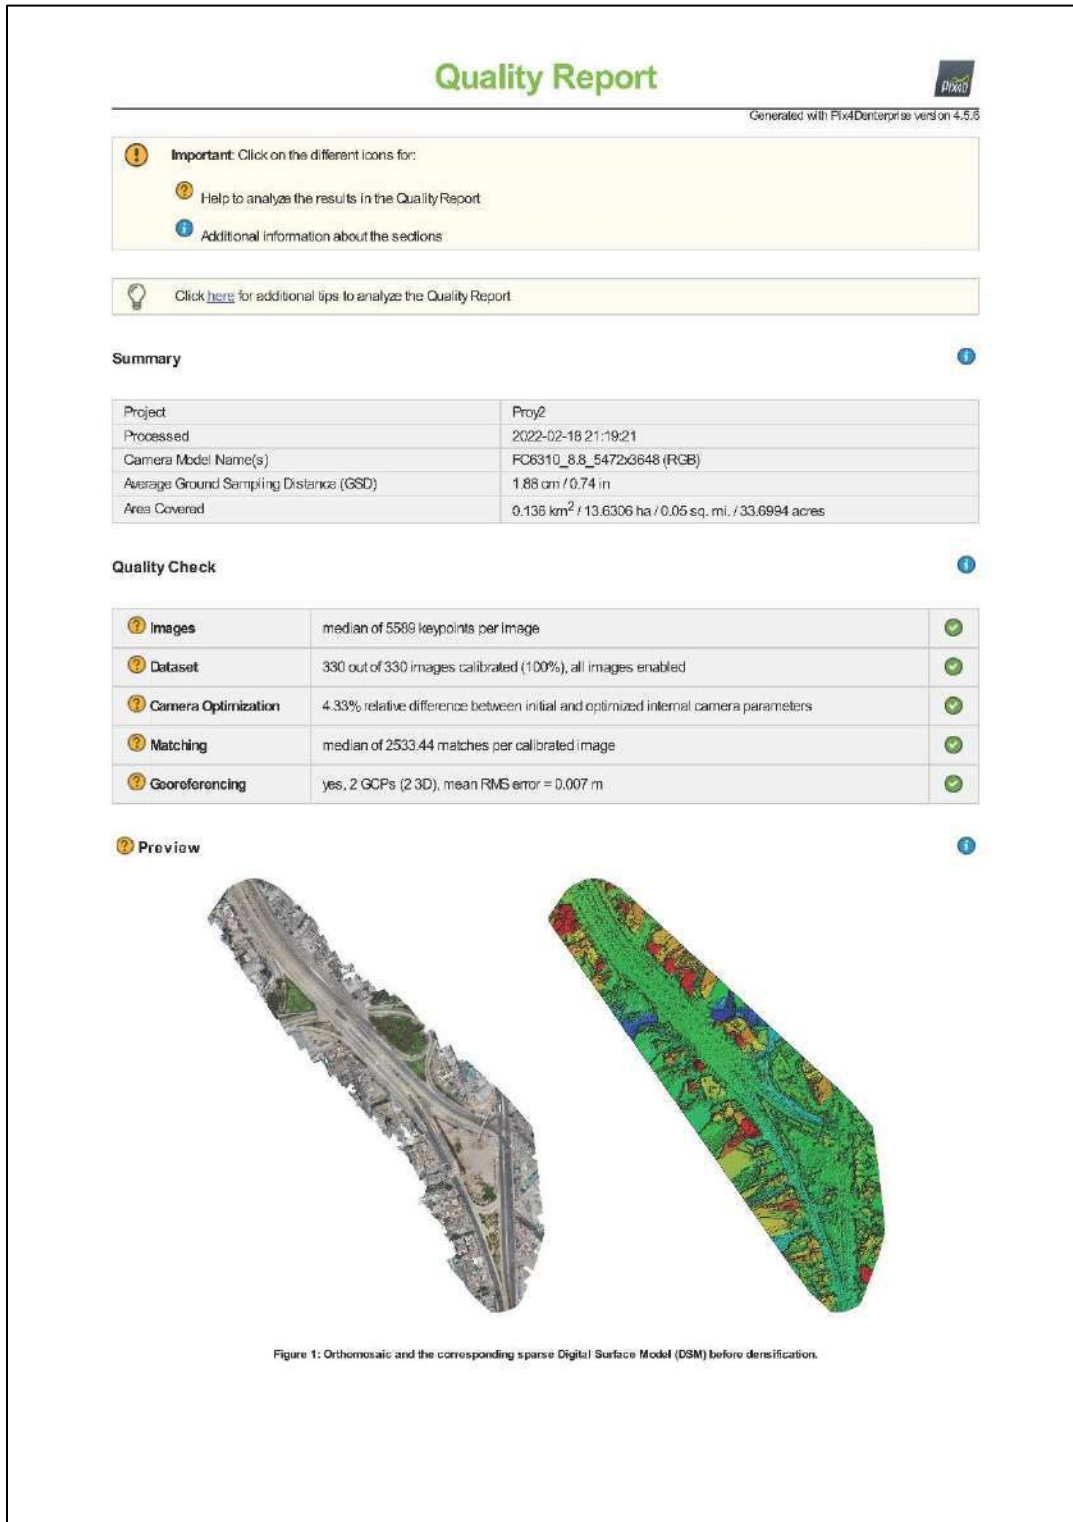 Quality Report
Pix4D
Generated with Pix4Denterprise version 4.5.6
Important: Click on the different icons for:
Help to analyze the results in the Quality Report
Additional information about the sections
Click here for additional tips to analyze the Quality Report
Summary
Project Proy2
Processed 2022-02-18 21:19:21
Camera Model Name(s) FC6310_8.8_5472x3648 (RGB)
Average Ground Sampling Distance (GSD) 1.88 cm / 0.74 in
Area Covered 0.136 km2 / 13.6306 ha / 0.05 sq. mi. / 33.6994 acres
Quality Check
Images median of 5589 keypoints per image
Dataset 330 out of 330 images calibrated (100%), all images enabled
Camera Optimization 4.33% relative difference between initial and optimized internal camera parameters
Matching median of 2533.44 matches per calibrated image
Georeferencing yes, 2 GCPs (2 3D), mean RMS error = 0.007 m
Preview
Figure 1: Orthomosaic and the corresponding sparse Digital Surface Model (DSM) before densification.